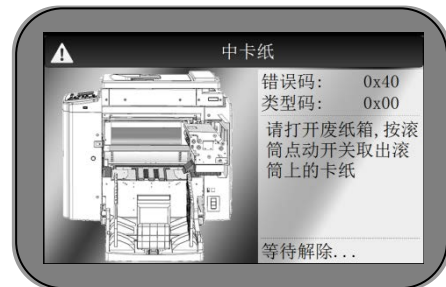 中卡纸
错误码: 0x40
类型码: 0x00
请打开废纸箱,按滚
筒点动开关取出滚
筒上的卡纸
等待解除...